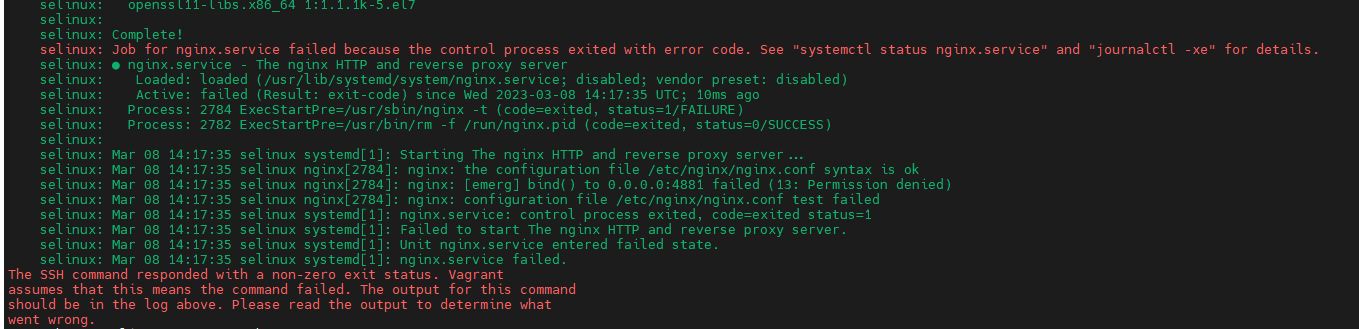 selinux:   openssl11-libs.x86_64 1:1.1.1k-5.el7
selinux:
selinux: Complete!
selinux: Job for nginx.service failed because the control process exited with error code. See "systemctl status nginx.service" and "journalctl -xe" for details.
selinux: ● nginx.service - The nginx HTTP and reverse proxy server
selinux:    Loaded: loaded (/usr/lib/systemd/system/nginx.service; disabled; vendor preset: disabled)
selinux:    Active: failed (Result: exit-code) since Wed 2023-03-08 14:17:35 UTC; 10ms ago
selinux:   Process: 2784 ExecStartPre=/usr/sbin/nginx -t (code=exited, status=1/FAILURE)
selinux:   Process: 2782 ExecStartPre=/usr/bin/rm -f /run/nginx.pid (code=exited, status=0/SUCCESS)
selinux:
selinux: Mar 08 14:17:35 selinux systemd[1]: Starting The nginx HTTP and reverse proxy server...
selinux: Mar 08 14:17:35 selinux nginx[2784]: nginx: the configuration file /etc/nginx/nginx.conf syntax is ok
selinux: Mar 08 14:17:35 selinux nginx[2784]: nginx: [emerg] bind() to 0.0.0.0:4881 failed (13: Permission denied)
selinux: Mar 08 14:17:35 selinux nginx[2784]: nginx: configuration file /etc/nginx/nginx.conf test failed
selinux: Mar 08 14:17:35 selinux systemd[1]: nginx.service: control process exited, code=exited status=1
selinux: Mar 08 14:17:35 selinux systemd[1]: Failed to start The nginx HTTP and reverse proxy server.
selinux: Mar 08 14:17:35 selinux systemd[1]: Unit nginx.service entered failed state.
selinux: Mar 08 14:17:35 selinux systemd[1]: nginx.service failed.
The SSH command responded with a non-zero exit status. Vagrant
assumes that this means the command failed. The output for this command
should be in the log above. Please read the output to determine what
went wrong.